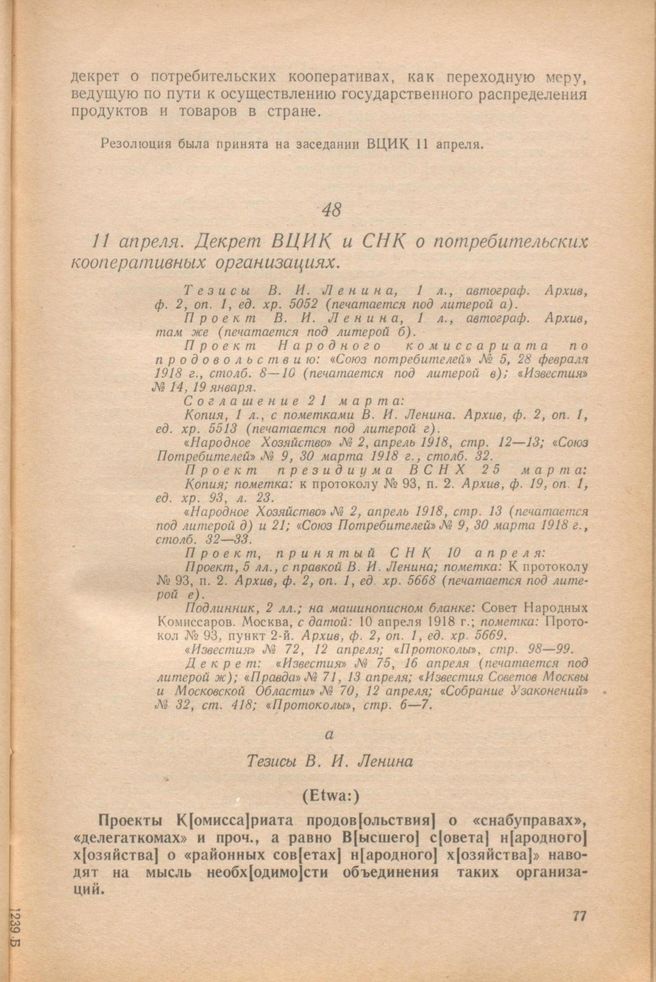 декрет о потребительских кооперативах, как переходную меру,
ведущую по пути к осуществлению государственного распределения
продуктов и товаров в стране.
Резолюция была принята на заседании ВЦИК 11 апреля.
48
11 апреля. Декрет ВЦИК и СНК о потребительских
кооперативных организациях.
Тезисы В. И. Ленина, 1 л., автограф. Архив,
ф. 2, оп. 1, ед. хр. 5052 (печатается под литерой а).
Проект В. И. Ленина, 1 л., автограф. Архив,
там же (печатается под литерой б).
Проект Народного комиссариата по
продовольствию: «Союз потребителей» № 5, 28 февраля
1918 г., столб. 8—10 (печатается под литерой в); «Известия»
№ 14, 19 января.
Соглашение 21 марта:
Копия, 1 л., с пометками В. И. Ленина. Архив, ф. 2, оп. 1,
ед. хр. 5513 (печатается под литерой г).
«Народное Хозяйство» № 2, апрель 1918, стр. 12—13; «Союз
Потребителей» № 9, 30 марта 1918 г., столб. 32.
Проект президиума ВСНХ 25 марта:
Копия; пометка: к протоколу № 93, п. 2. Архив, ф. 19, оп. 1,
ед. хр. 93, л. 23.
«Народное Хозяйство» № 2, апрель 1918, стр. 13 (печатается
под литерой д) и 21; «Союз Потребителей» № 9, 30 марта 1918 г.,
столб. 32—33.
Проект, принятый СНК 10 апреля:
Проект, 5 лл., с правкой В. И. Ленина; пометка: К протоколу
№ 93, п. 2. Архив, ф. 2, оп. 1, ед. хр. 5668 (печатается под лите-
рой е).
Подлинник, 2 лл.; на машинописном бланке: Совет Народных
Комиссаров. Москва, с датой: 10 апреля 1918 г.; пометка: Прото-
кол № 93, пункт 2-й. Архив, ф. 2, оп. 1, ед. хр. 5669.
«Известия» № 72, 12 апреля; «Протоколы», стр. 98—99.
Декрет: «Известия» № 75, 16 апреля (печатается под
литерой ж); «Правда» № 71, 13 апреля; «Известия Советов Москвы
и Московской Области» № 70, 12 апреля; «Собрание Узаконений»
№ 32, ст. 418; «Протоколы», стр. 6—7.
а
Тезисы В. И. Ленина
(Etwa:)
Проекты К[омисса]риата продов[ольствия] о «снабуправах»,
«делегаткомах» и проч., а равно В[ысшего] с[овета] н[ародного]
х[озяйства] о «районных сов[етах] н[ародного] х[озяйства]» наво-
дят на мысль необх[одимо]сти объединения таких организа-
ций.
77
1239 Б